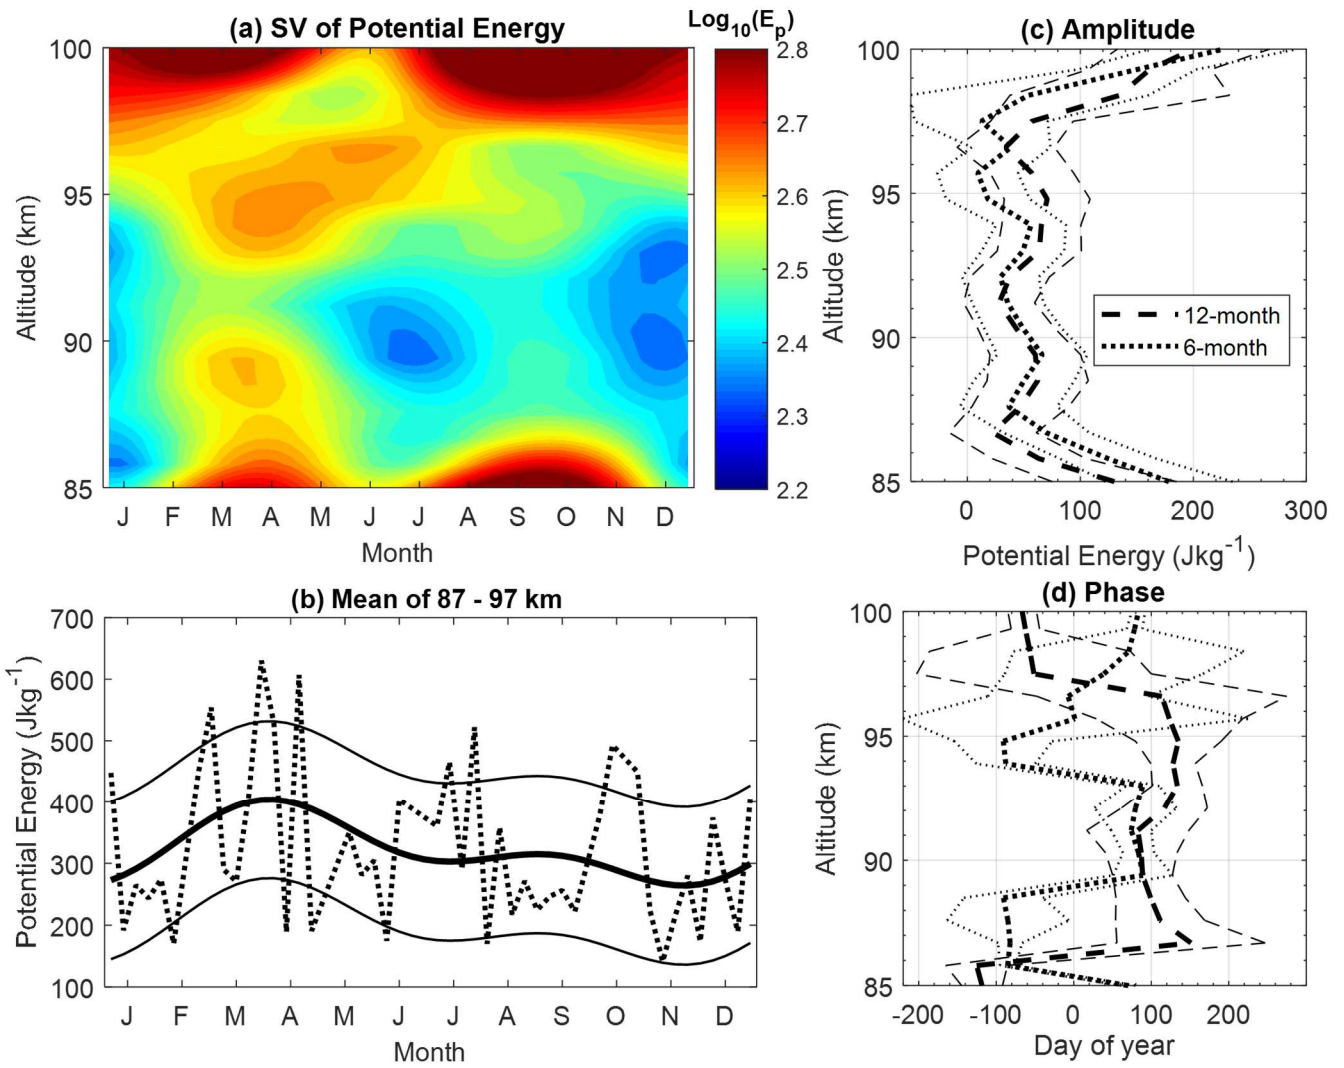 (a) SV of Potential Energy
Log10(Ep)
100
95
90
85
Altitude (km)
J F M A M J J A S O N D
Month
2.8
2.7
2.6
2.5
2.4
2.3
2.2
(c) Amplitude
100
95
90
85
Altitude (km)
12-month
6-month
0 100 200 300
Potential Energy (Jkg-1)
(b) Mean of 87 - 97 km
700
600
500
400
300
200
100
Potential Energy (Jkg-1)
J F M A M J J A S O N D
Month
(d) Phase
100
95
90
85
Altitude (km)
-200 -100 0 100 200
Day of year